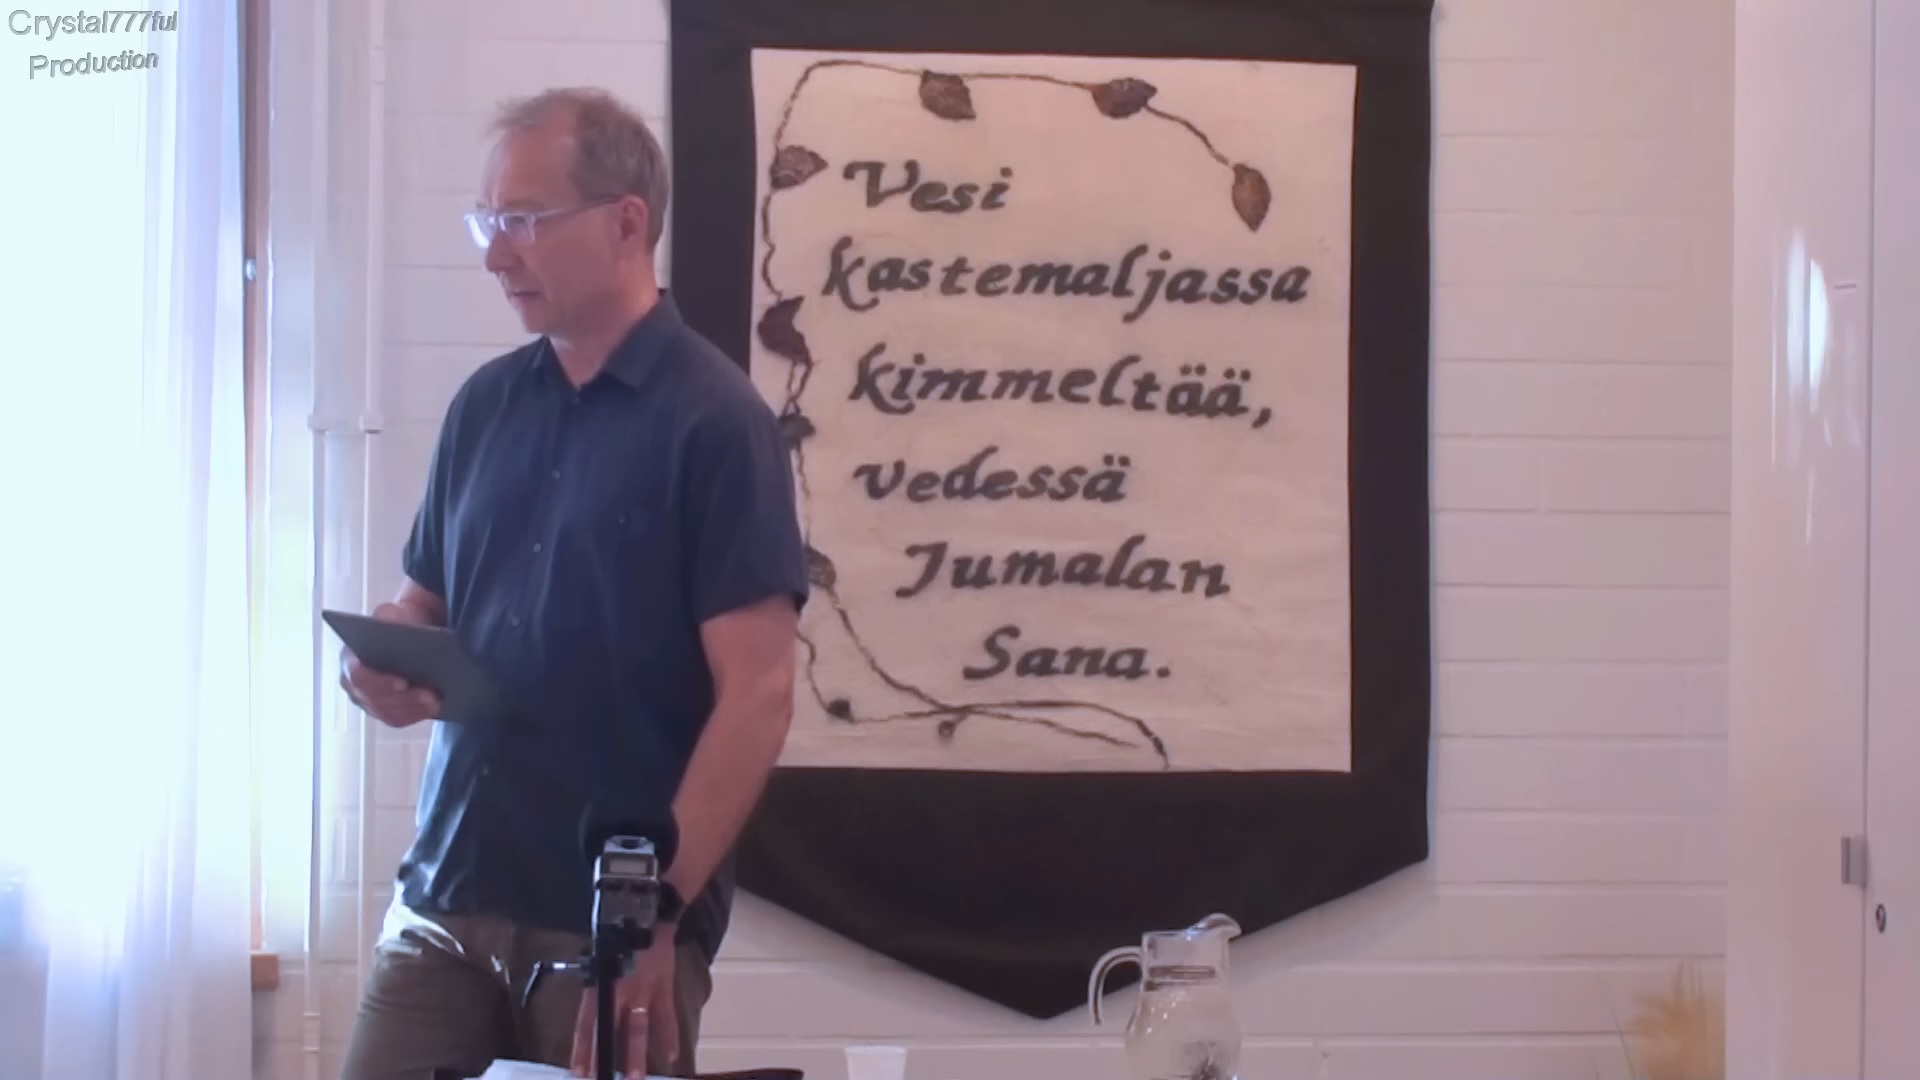 Crystal777ful
Production
Vesi
kastemaljassa
kimmeltää,
vedessä
Jumalan
Sana.